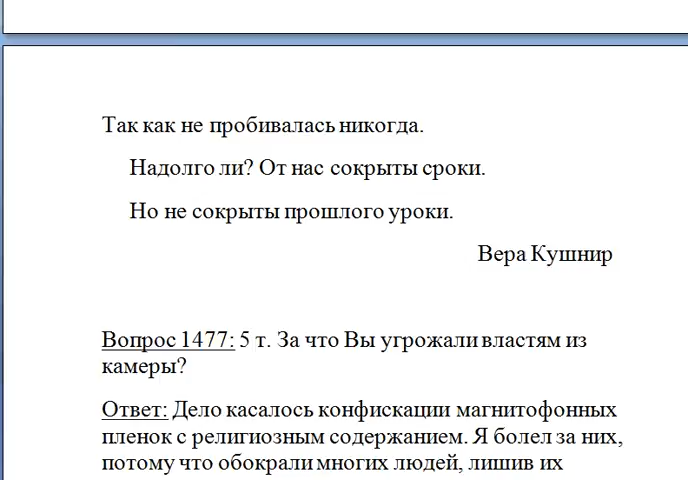 Так как не пробивалась никогда.
Надолго ли? От нас сокрыты сроки.
Но не сокрыты прошлого уроки.
Вера Кушнир
Вопрос 1477: 5 т. За что Вы угрожали властям из
камеры?
Ответ: Дело касалось конфискации магнитофонных
пленок с религиозным содержанием. Я болел за них,
потому что обокрали многих людей, лишив их